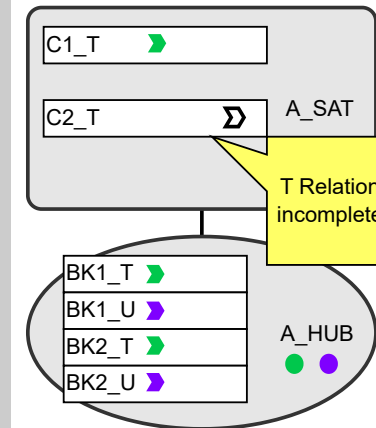 C1_T
C2_T
A_SAT
T Relation
incomplete
BK1_T
BK1_U
BK2_T
BK2_U
A_HUB